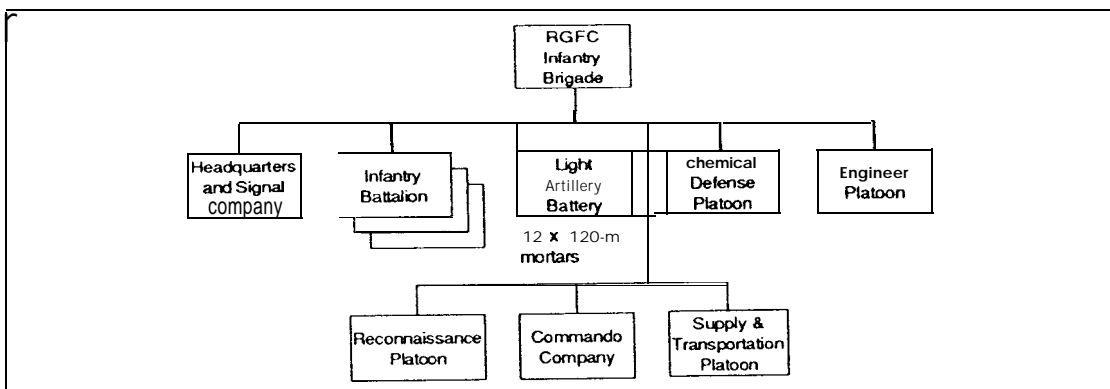 RGFC
Infantry
Brigade
Headquarters
and Signal
company
Infantry
Battalion
Light
Artillery
Battery
12 x 120-m
mortars
chemical
Defense
Platoon
Engineer
Platoon
Reconnaissance
Platoon
Commando
Company
Supply &
Transportation
Platoon